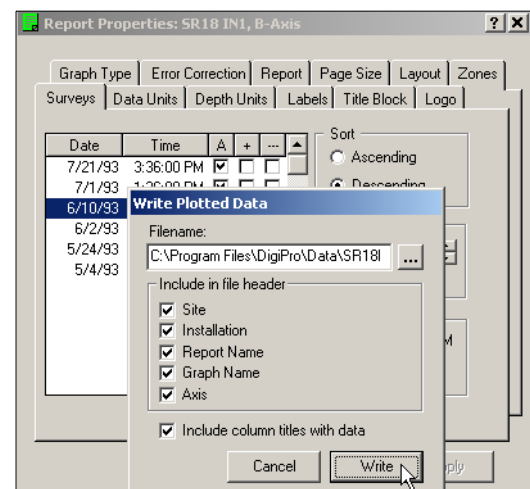 Report Properties: SR18 IN1, B-Axis
Graph Type Error Correction Report Page Size Layout Zones
Surveys Data Units Depth Units Labels Title Block Logo
Date Time A + ---
7/21/93 3:36:00 PM
7/1/93
6/10/93
6/2/93
5/24/93
5/4/93
Sort
Ascending
Descending
Write Plotted Data
Filename:
C:\Program Files\DigiPro\Data\SR18I
...
Include in file header
Site
Installation
Report Name
Graph Name
Axis
Include column titles with data
Cancel Write